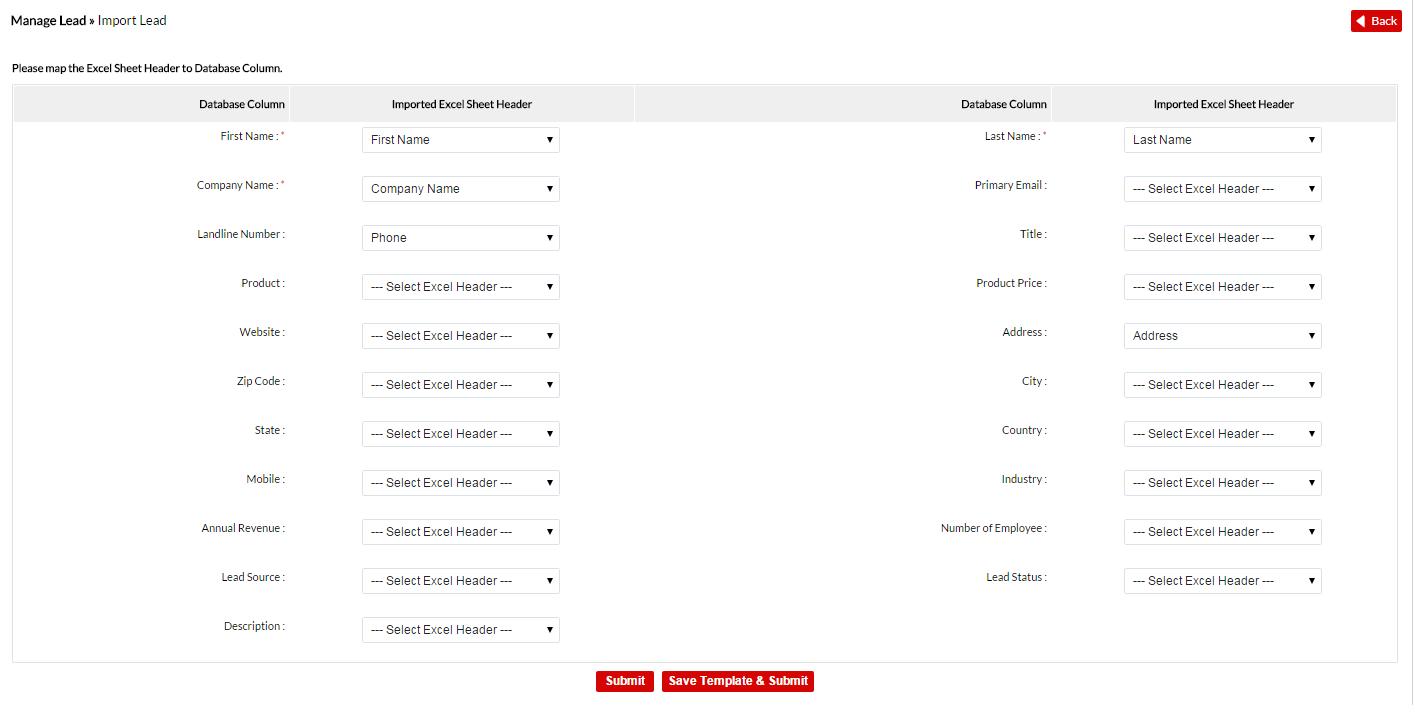 Manage Lead » Import Lead
Back
Please map the Excel Sheet Header to Database Column.
Database Column Imported Excel Sheet Header Database Column Imported Excel Sheet Header
First Name : * First Name Last Name : * Last Name
Company Name : * Company Name Primary Email : --- Select Excel Header ---
Landline Number : Phone Title : --- Select Excel Header ---
Product : --- Select Excel Header --- Product Price : --- Select Excel Header ---
Website : --- Select Excel Header --- Address : Address
Zip Code : --- Select Excel Header --- City : --- Select Excel Header ---
State : --- Select Excel Header --- Country : --- Select Excel Header ---
Mobile : --- Select Excel Header --- Industry : --- Select Excel Header ---
Annual Revenue : --- Select Excel Header --- Number of Employee : --- Select Excel Header ---
Lead Source : --- Select Excel Header --- Lead Status : --- Select Excel Header ---
Description : --- Select Excel Header ---
Submit Save Template & Submit